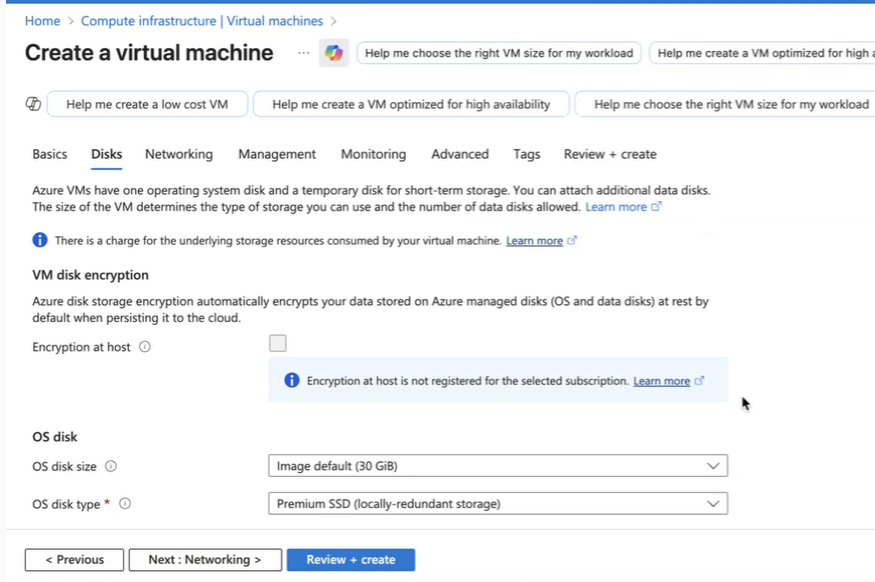 Home > Compute infrastructure | Virtual machines >
Create a virtual machine ... Help me choose the right VM size for my workload Help me create a VM optimized for high
Help me create a low cost VM Help me create a VM optimized for high availability Help me choose the right VM size for my workload
Basics Disks Networking Management Monitoring Advanced Tags Review + create
Azure VMs have one operating system disk and a temporary disk for short-term storage. You can attach additional data disks.
The size of the VM determines the type of storage you can use and the number of data disks allowed. Learn more
There is a charge for the underlying storage resources consumed by your virtual machine. Learn more
VM disk encryption
Azure disk storage encryption automatically encrypts your data stored on Azure managed disks (OS and data disks) at rest by
default when persisting it to the cloud.
Encryption at host
Encryption at host is not registered for the selected subscription. Learn more
OS disk
OS disk size Image default (30 GiB)
OS disk type * Premium SSD (locally-redundant storage)
< Previous Next : Networking > Review + create